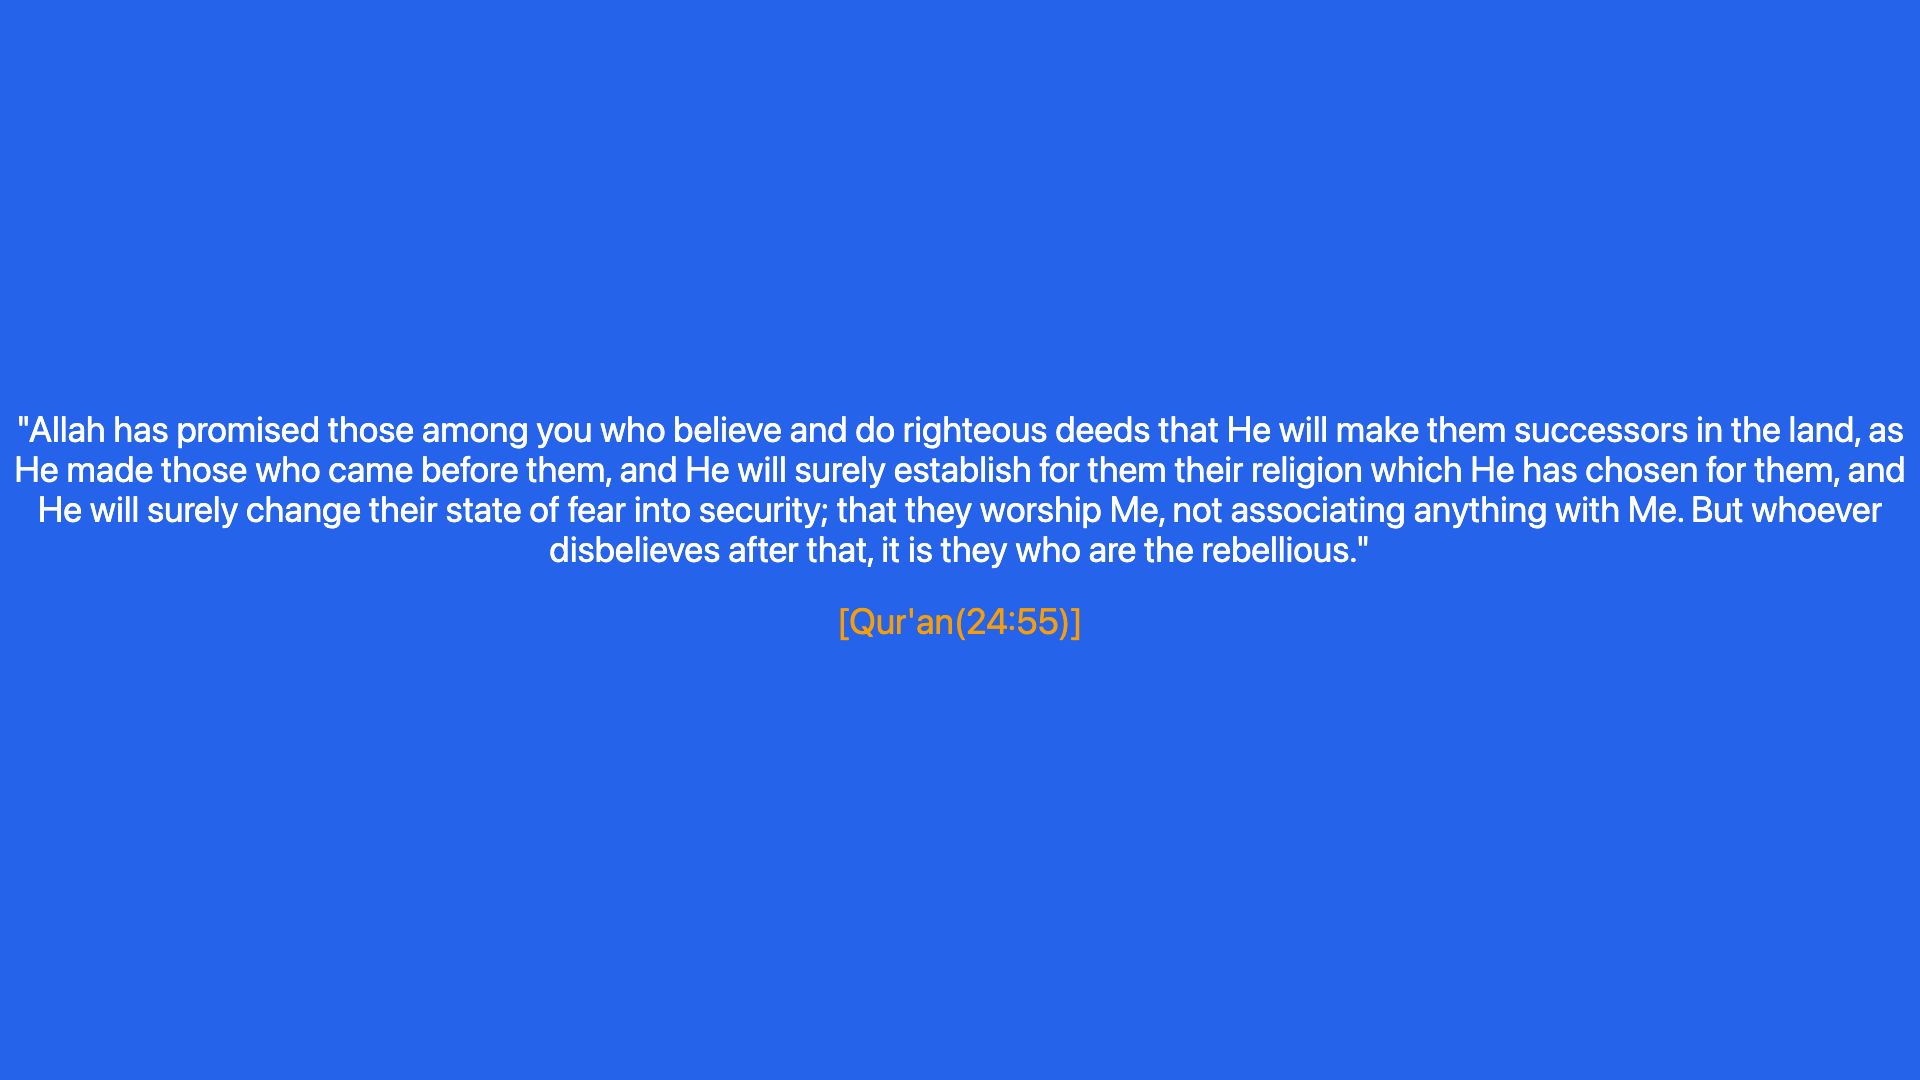 "Allah has promised those among you who believe and do righteous deeds that He will make them successors in the land, as
He made those who came before them, and He will surely establish for them their religion which He has chosen for them, and
He will surely change their state of fear into security; that they worship Me, not associating anything with Me. But whoever
disbelieves after that, it is they who are the rebellious."
[Qur'an(24:55)]